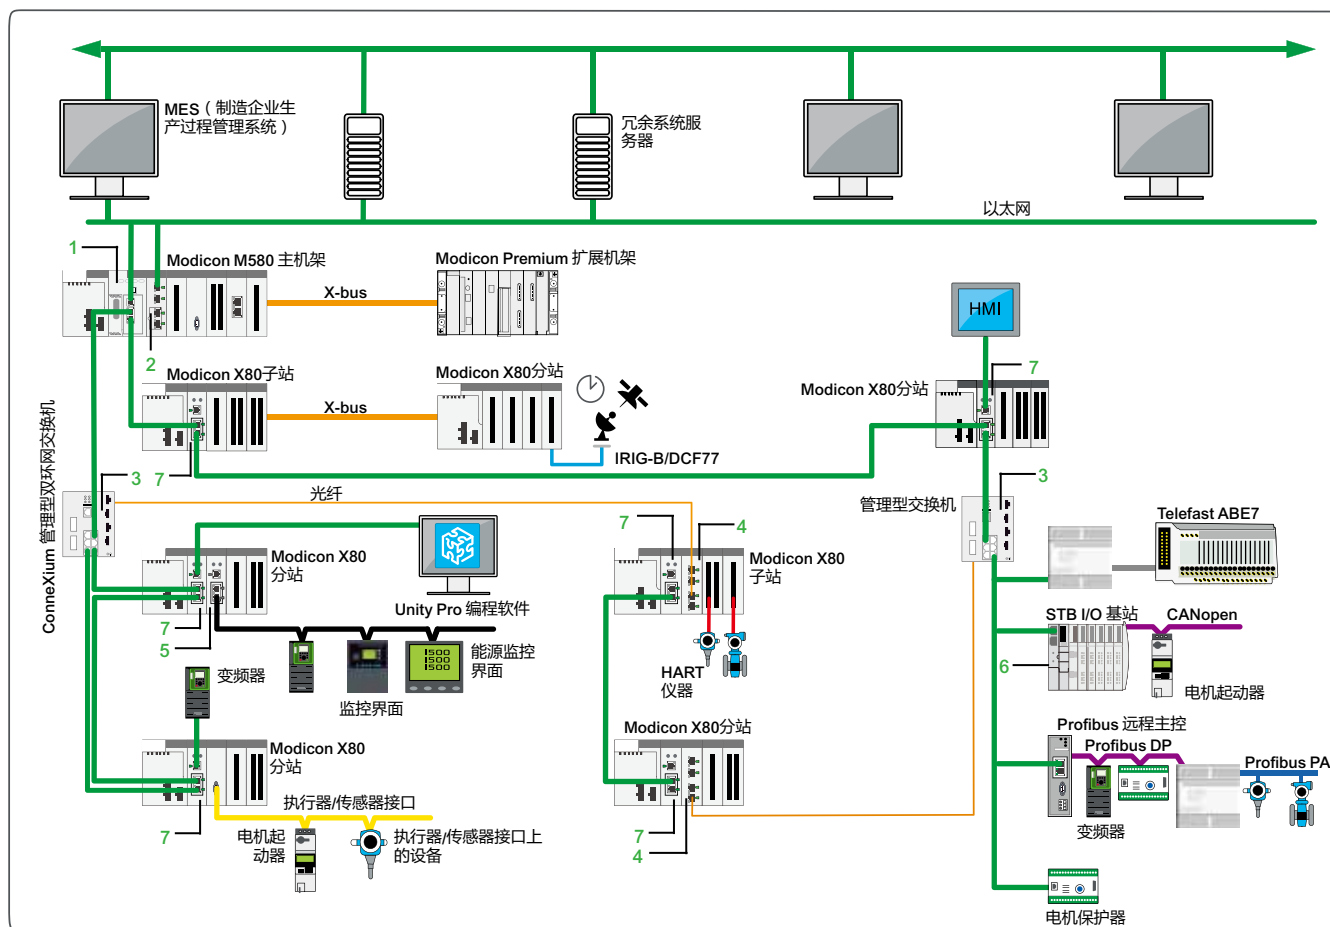 MES（制造企业生
产过程管理系统）
冗余系统服
务器
以太网
1
Modicon M580 主机架
Modicon Premium 扩展机架
X-bus
HMI
2
Modicon X80子站
Modicon X80分站
7
Modicon X80分站
X-bus
IRIG-B/DCF77
ConneXium 管理型双环网交换机
3
7
光纤
管理型交换机
3
Telefast ABE7
7
4
Modicon X80
分站
Modicon X80
子站
Unity Pro 编程软件
7
5
STB I/O 基站
CANopen
1500
1500
1500
能源监控
界面
变频器
监控界面
HART
仪器
6
电机起动器
Modicon X80
分站
Modicon X80分站
Profibus 远程主控
Profibus DP
Profibus PA
执行器/传感器接口
7
电机起
动器
执行器/传感器接口上
的设备
7
4
变频器
电机保护器